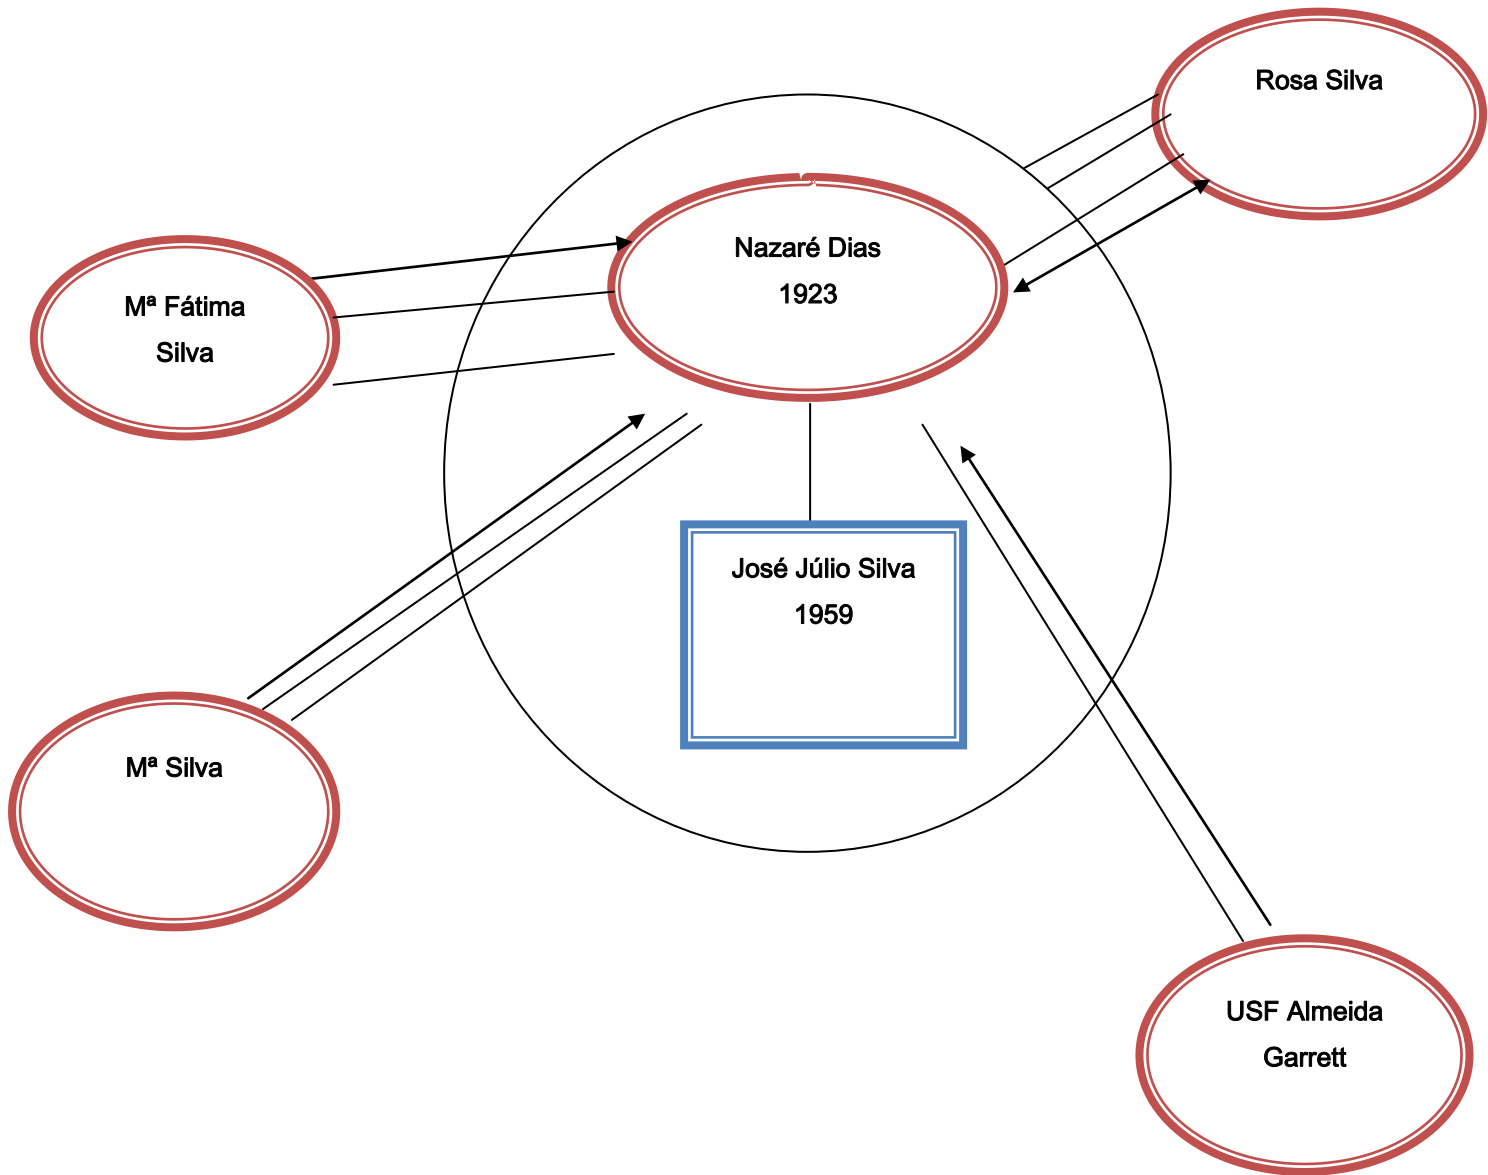 Rosa Silva
Nazaré Dias
1923
Mª Fátima
Silva
José Júlio Silva
1959
Mª Silva
USF Almeida
Garrett